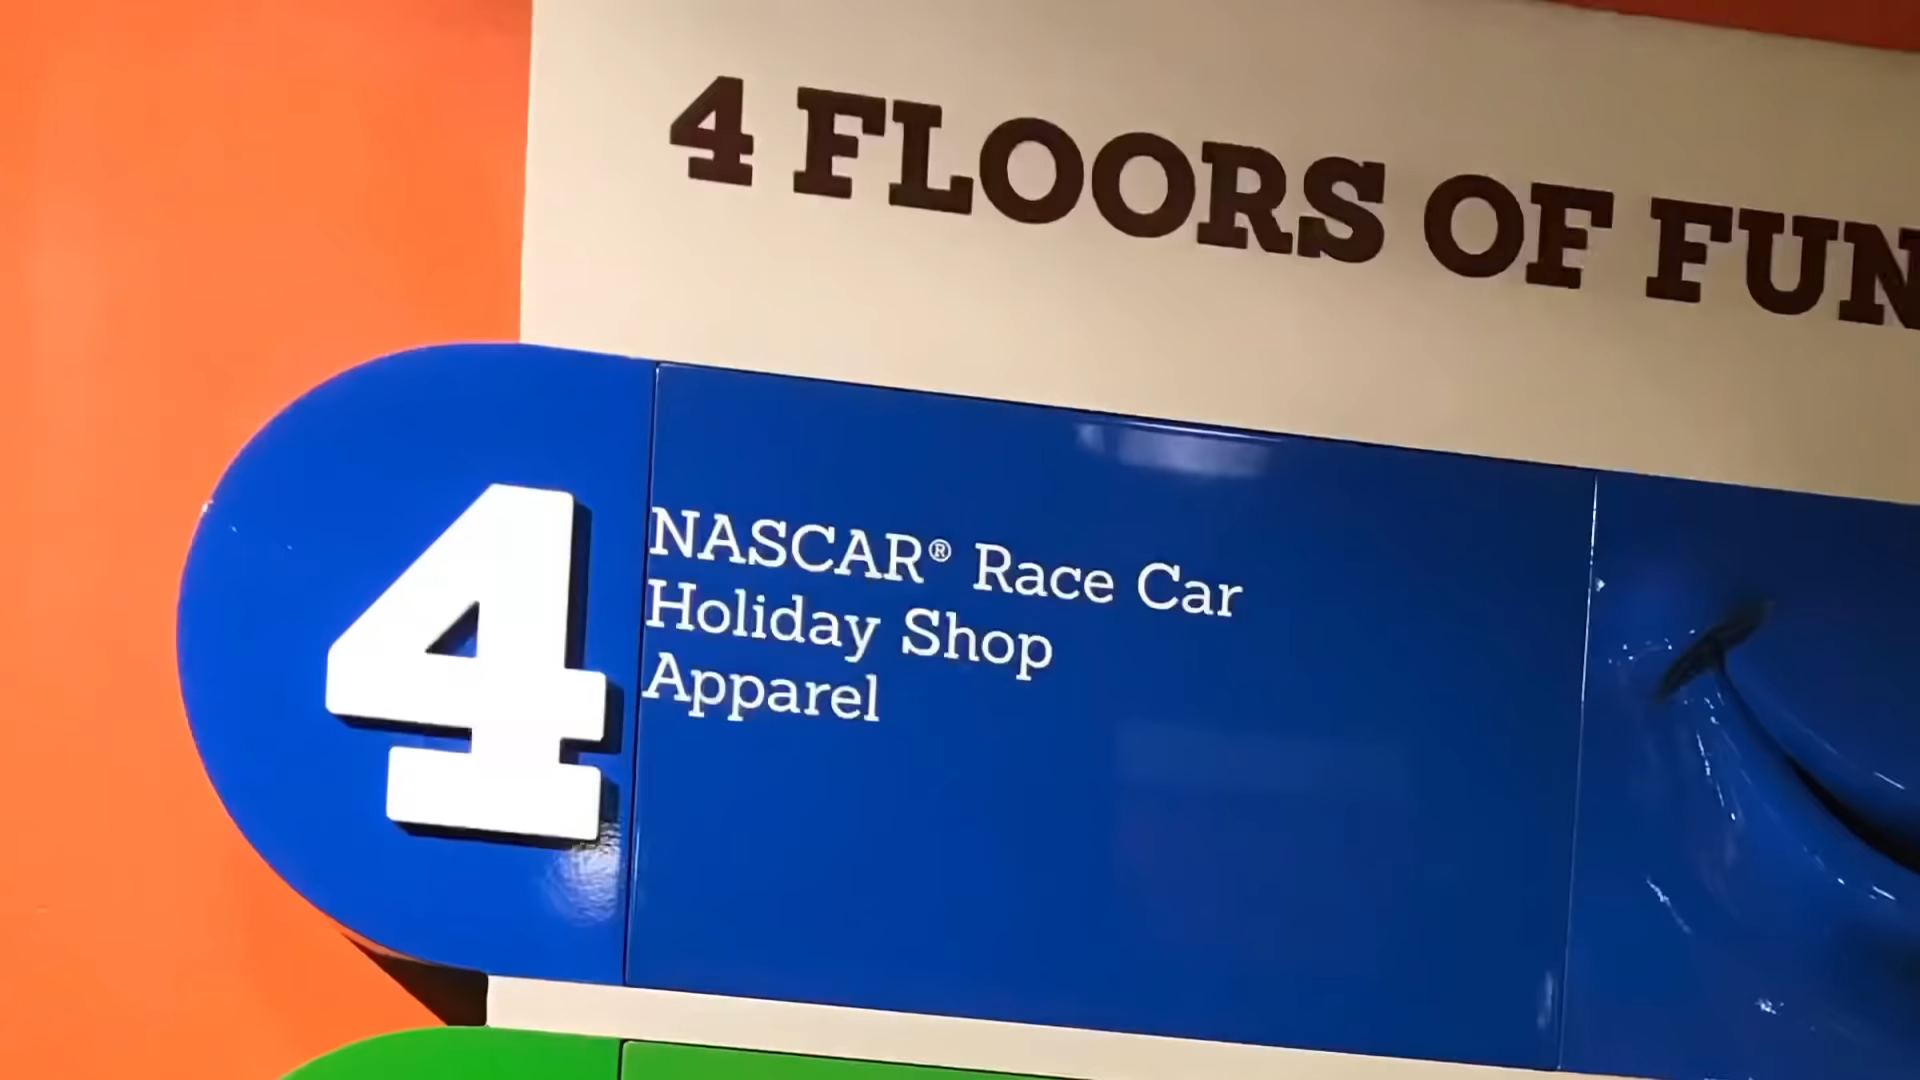 4 FLOORS OF FUN
4
NASCAR® Race Car
Holiday Shop
Apparel